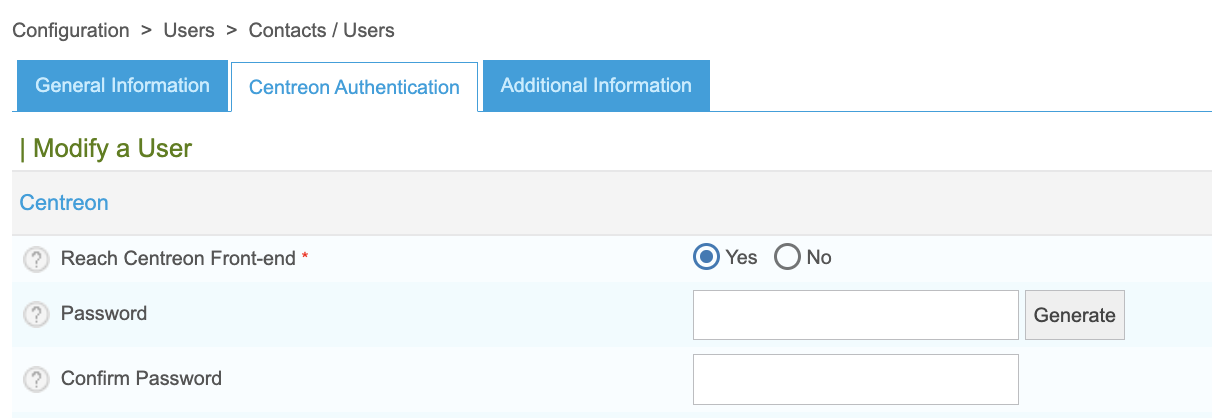 Configuration > Users > Contacts / Users
General Information Centreon Authentication Additional Information
| Modify a User
Centreon
? Reach Centreon Front-end * Yes No
? Password Generate
? Confirm Password